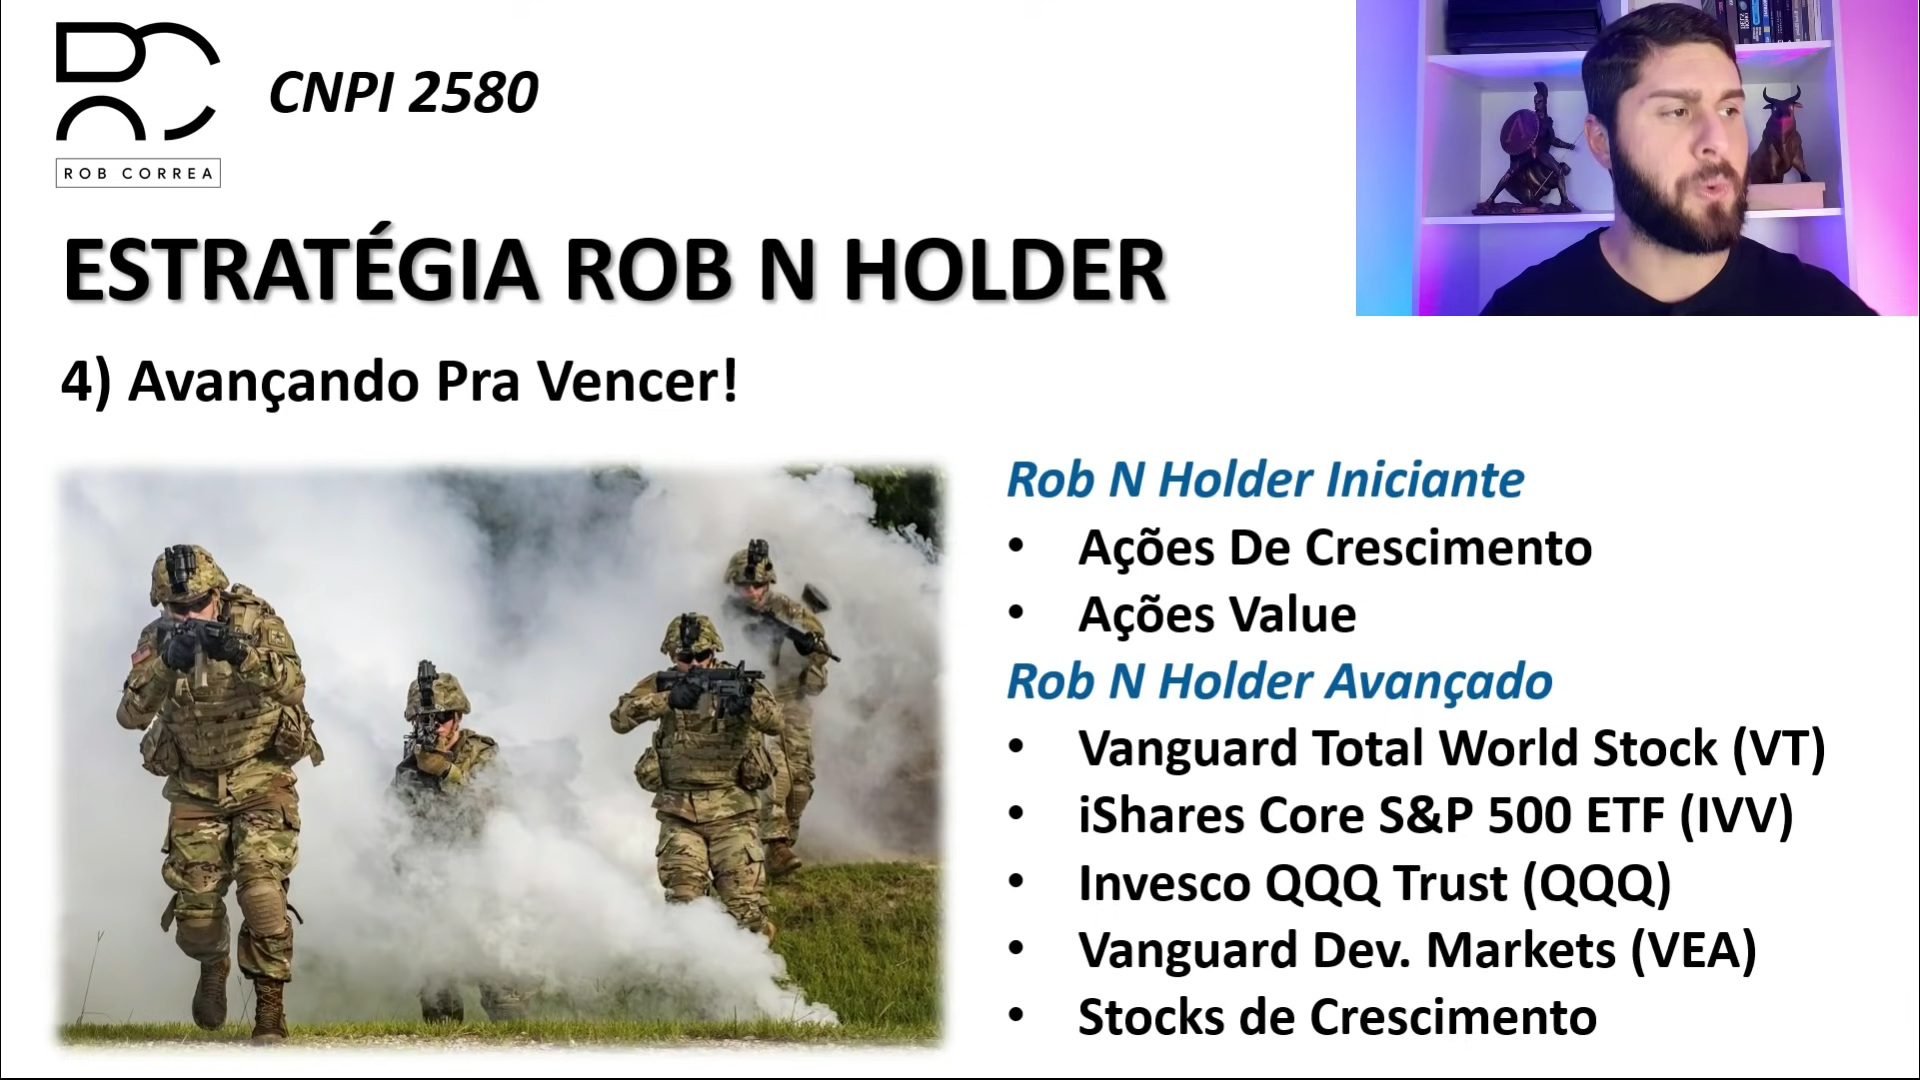 CNPI 2580
ROB CORREA
ESTRATÉGIA ROB N HOLDER
4) Avançando Pra Vencer!
Rob N Holder Iniciante
• Ações De Crescimento
• Ações Value
Rob N Holder Avançado
• Vanguard Total World Stock (VT)
• iShares Core S&P 500 ETF (IVV)
• Invesco QQQ Trust (QQQ)
• Vanguard Dev. Markets (VEA)
• Stocks de Crescimento